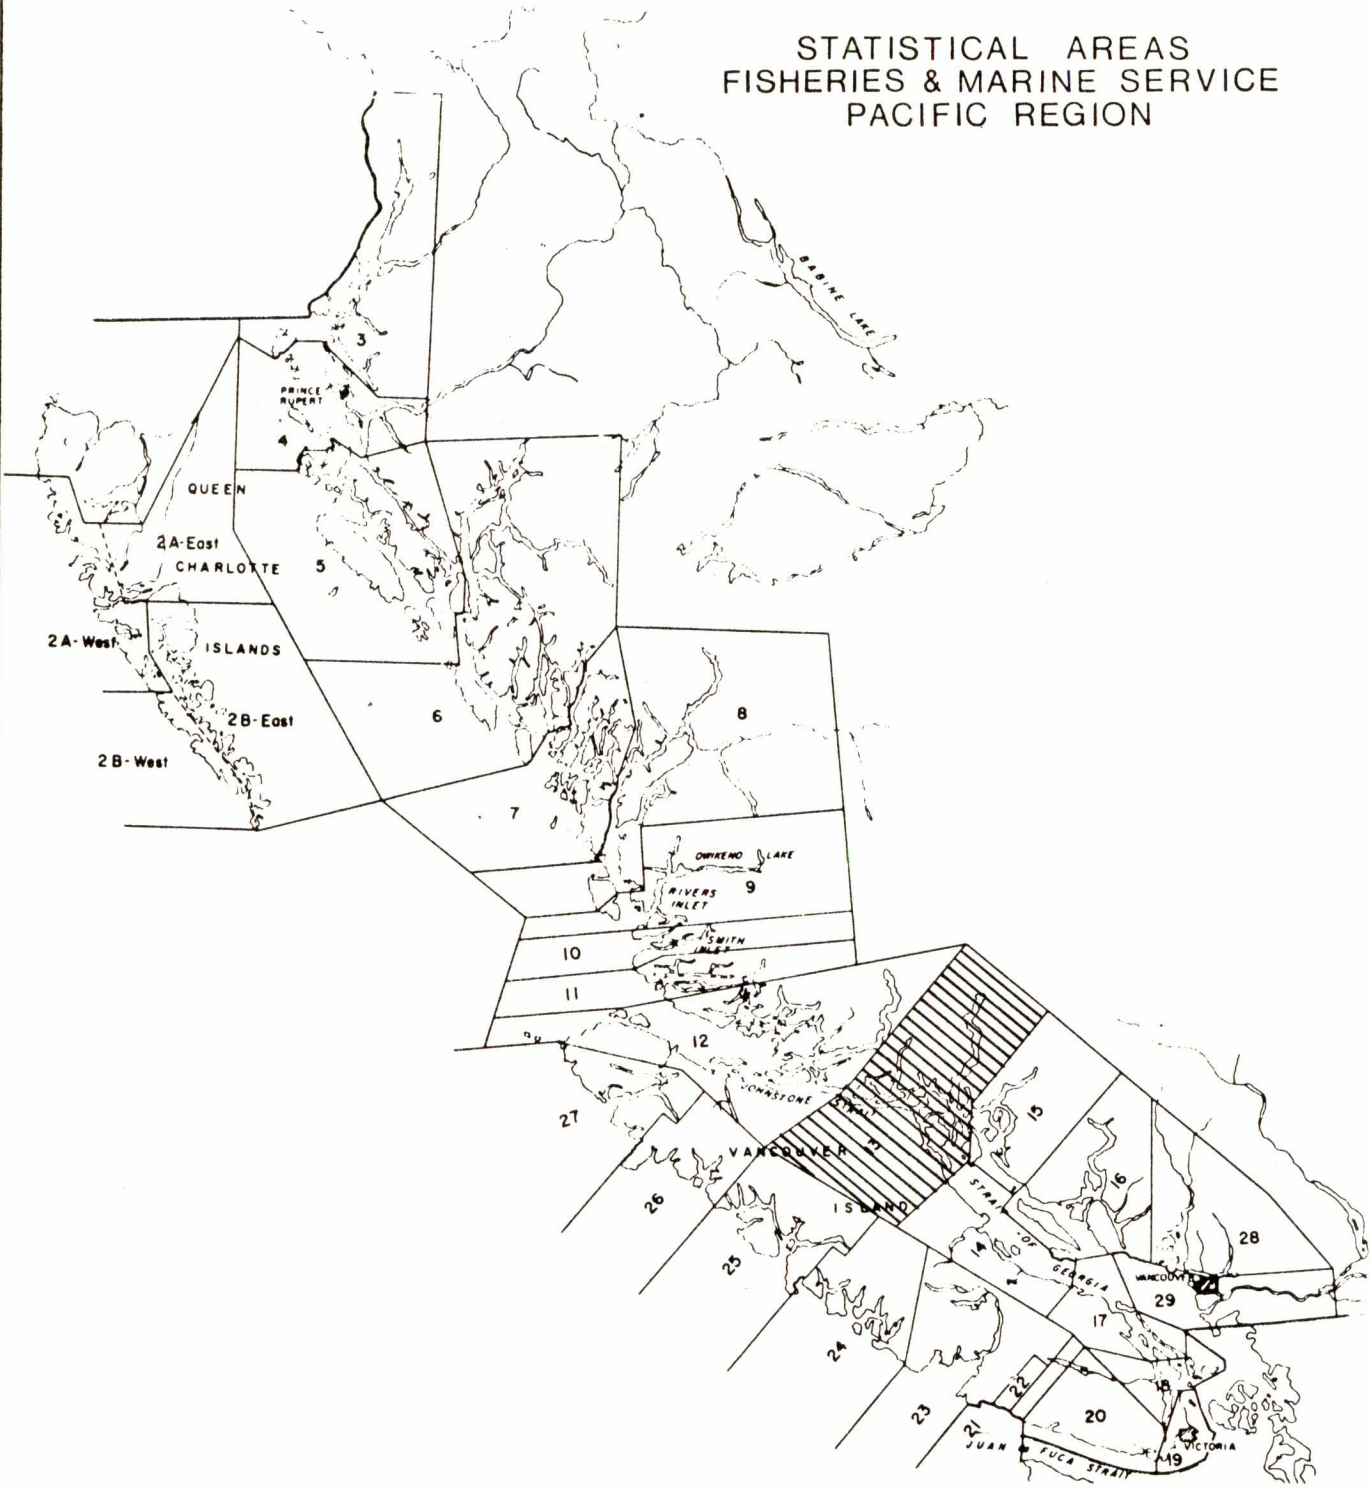 STATISTICAL AREAS
FISHERIES & MARINE SERVICE
PACIFIC REGION
BABINE LAKE
3
PRINCE
RUPERT
4
QUEEN
2A-East
CHARLOTTE
5
2A-West
ISLANDS
6
2B-East
8
2B-West
7
OWIKENO LAKE
9
RIVERS
INLET
SMITH
INLET
10
11
12
JOHNSTONE STRAIT
13
27
VANCOUVER
ISLAND
15
16
26
STRAIT OF GEORGIA
14
25
28
VANCOUVER
29
17
24
22
18
20
23
21
JUAN de FUCA STRAIT
VICTORIA
19